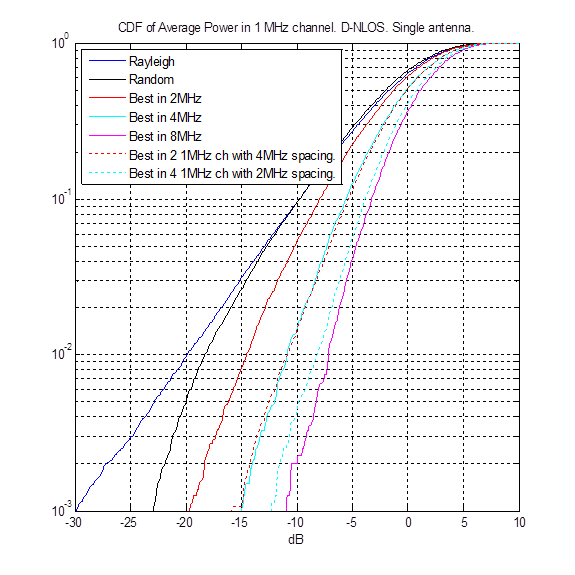 CDF of Average Power in 1 MHz channel. D-NLOS. Single antenna.
10^0
Rayleigh
Random
Best in 2MHz
Best in 4MHz
Best in 8MHz
Best in 2 1MHz ch with 4MHz spacing.
Best in 4 1MHz ch with 2MHz spacing.
10^-1
10^-2
10^-3
-30 -25 -20 -15 -10 -5 0 5 10
dB